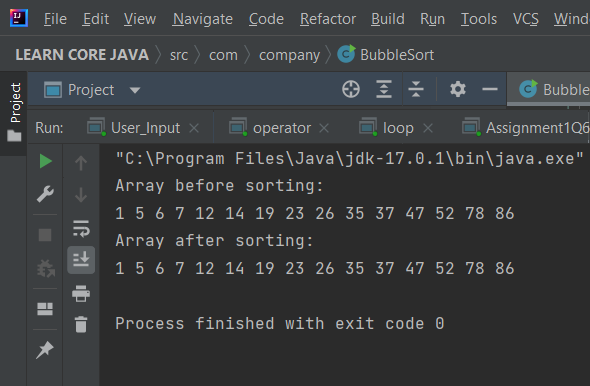 IJ File Edit View Navigate Code Refactor Build Run Tools VCS Wind
LEARN CORE JAVA > src > com > company > C BubbleSort
Project
Project C Bubble
Run: User_Input × operator × loop × Assignment1Q6
"C:\Program Files\Java\jdk-17.0.1\bin\java.exe"
Array before sorting:
1 5 6 7 12 14 19 23 26 35 37 47 52 78 86
Array after sorting:
1 5 6 7 12 14 19 23 26 35 37 47 52 78 86
Process finished with exit code 0